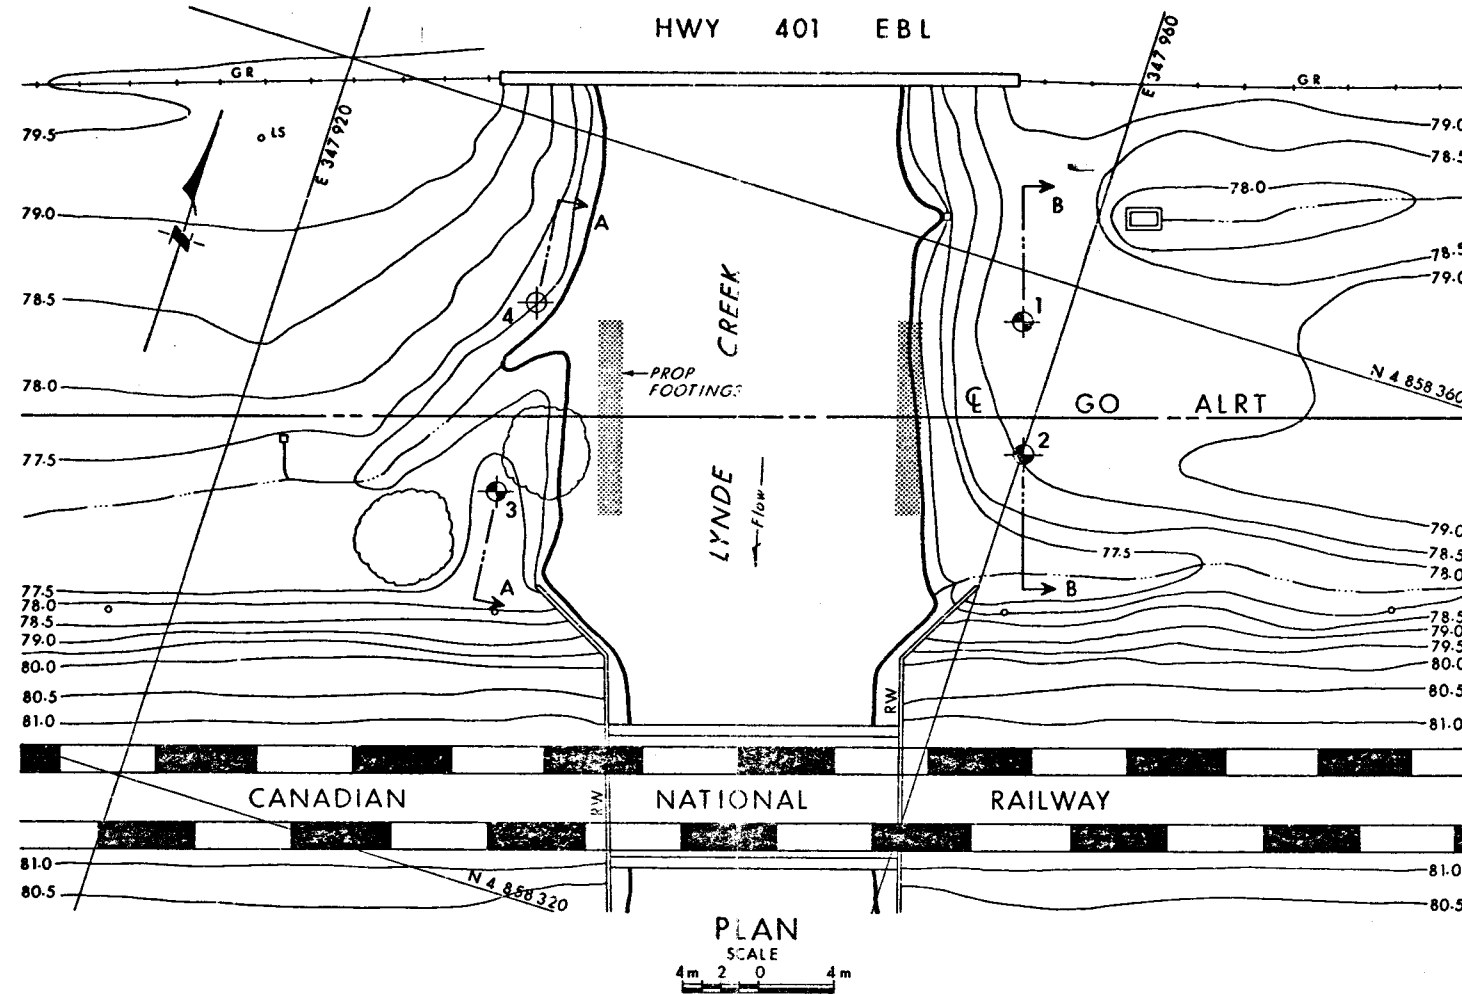 HWY 401 EBL
GR
GR
E 347 920
E 347 960
LS
79.5
79.0
78.5
78.0
77.5
77.5
78.0
78.5
79.0
80.0
80.5
81.0
81.0
80.5
79.0
78.5
78.0
78.5
79.0
N 4 858 360
79.0
78.5
78.0
77.5
78.5
79.0
79.5
80.0
80.5
81.0
81.0
80.5
A
B
4
1
PROP
FOOTINGS
LYNDE CREEK
Flow
℄ GO ALRT
2
3
A
B
RW
RW
CANADIAN NATIONAL RAILWAY
N 4 858 320
PLAN
SCALE
4m 2 0 4m